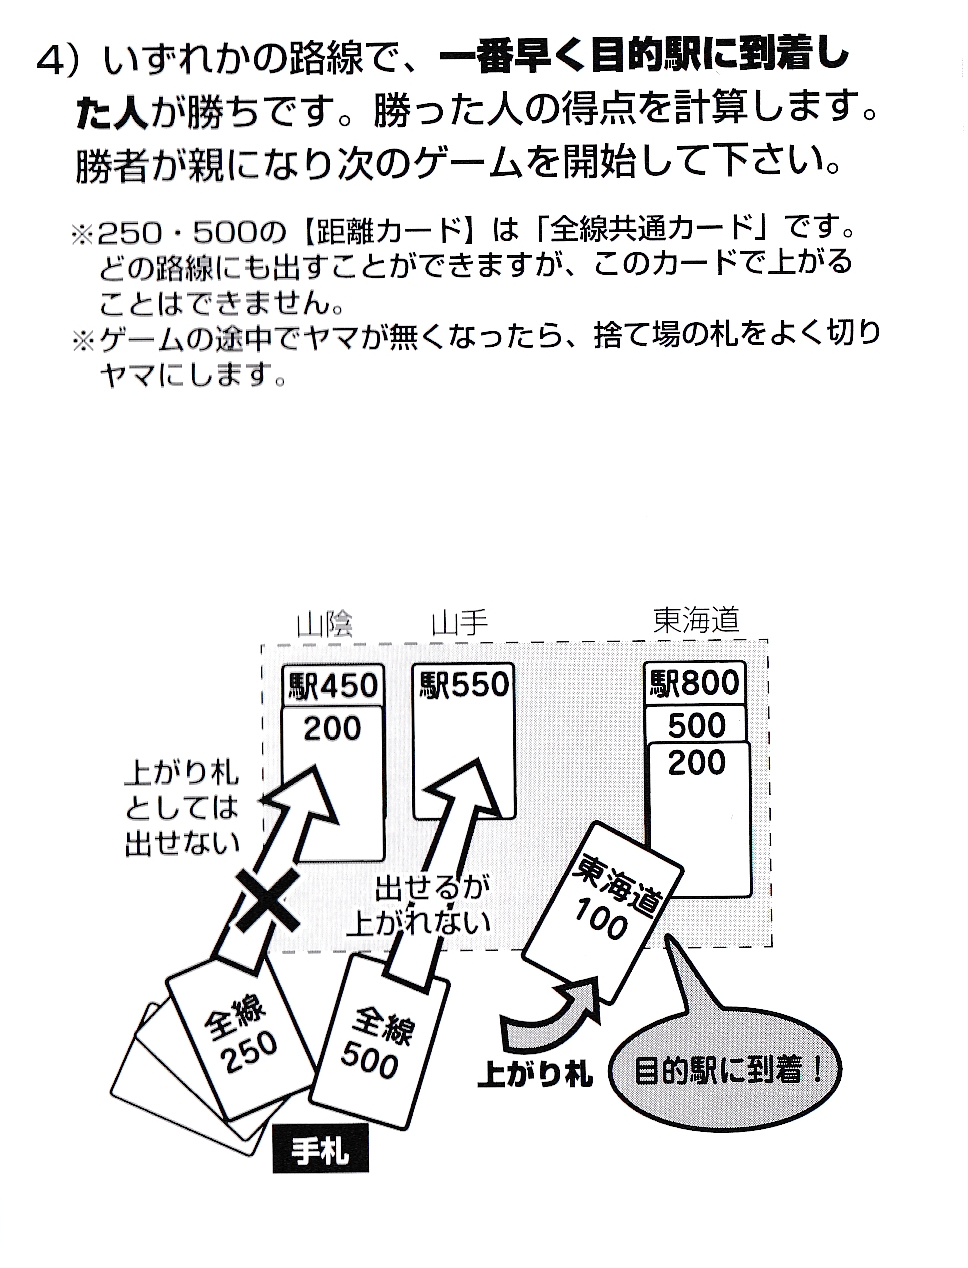 4）いずれかの路線で、一番早く目的駅に到着し
た人が勝ちです。勝った人の得点を計算します。
勝者が親になり次のゲームを開始して下さい。
※250・500の【距離カード】は「全線共通カード」です。
どの路線にも出すことができますが、このカードで上がる
ことはできません。
※ゲームの途中でヤマが無くなったら、捨て場の札をよく切り
ヤマにします。
山陰
山手
東海道
駅450
200
駅550
駅800
500
200
上がり札
としては
出せない
出せるが
上がれない
東海道
100
全線
250
全線
500
上がり札
目的駅に到着！
手札